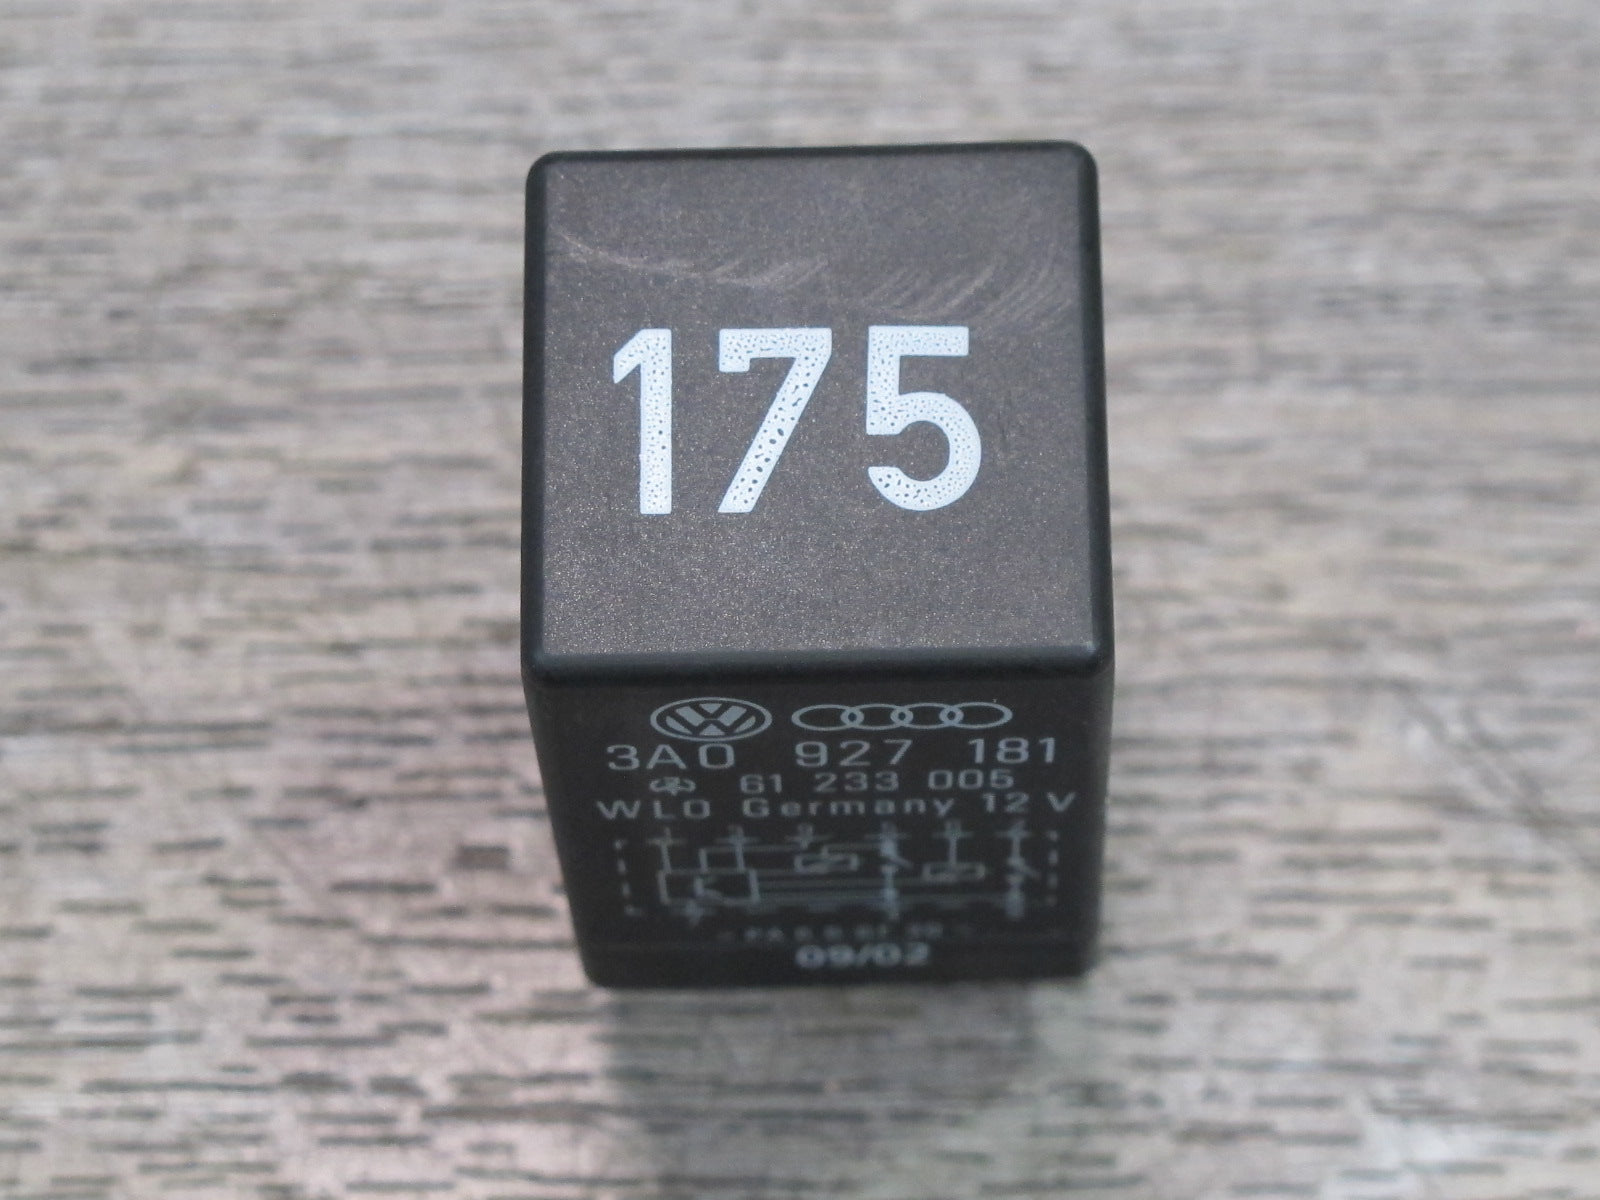 175
3A0 927 181
61 233 005
WLO Germany 12 V
09/02